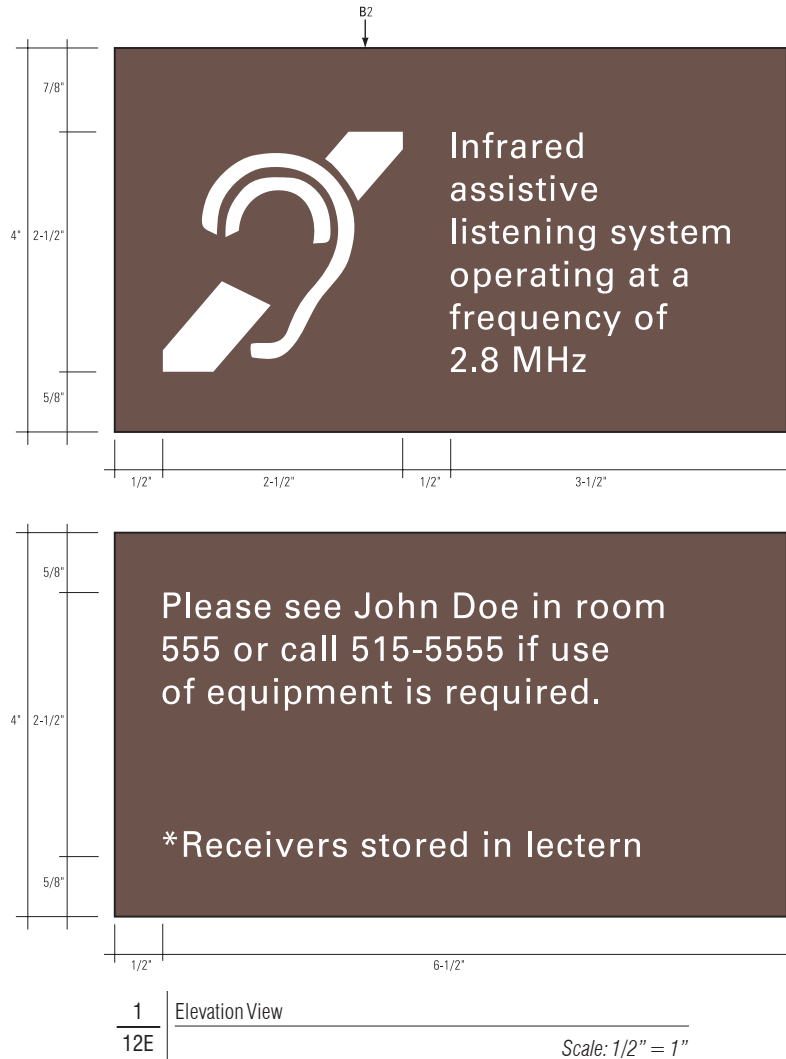 B2
7/8"
4"
2-1/2"
5/8"
Infrared
assistive
listening system
operating at a
frequency of
2.8 MHz
1/2"
2-1/2"
1/2"
3-1/2"
5/8"
4"
2-1/2"
5/8"
Please see John Doe in room
555 or call 515-5555 if use
of equipment is required.
*Receivers stored in lectern
1/2"
6-1/2"
1
12E
Elevation View
Scale: 1/2” = 1”